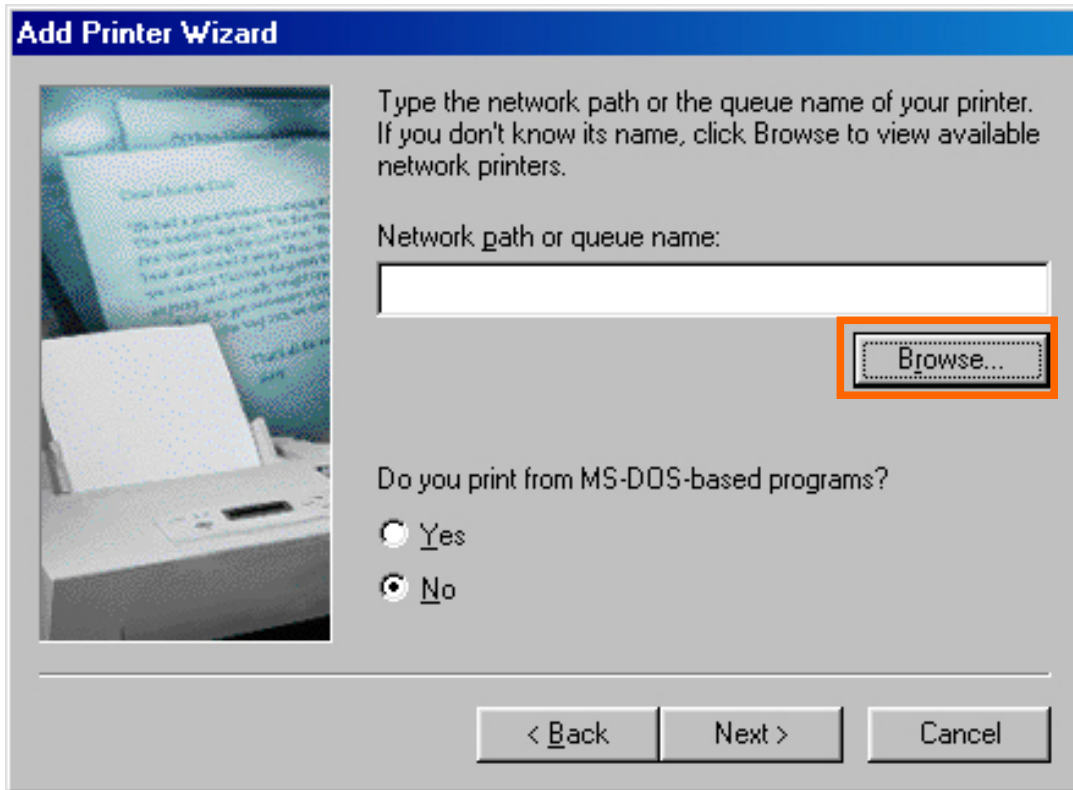 Add Printer Wizard
Type the network path or the queue name of your printer.
If you don't know its name, click Browse to view available
network printers.
Network path or queue name:
Browse...
Do you print from MS-DOS-based programs?
Yes
No
< Back
Next >
Cancel